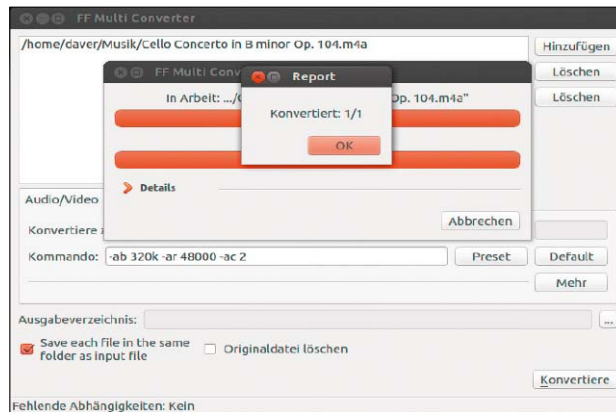 FF Multi Converter
/home/daver/Musik/Cello Concerto in B minor Op. 104.m4a
Hinzufügen
Löschen
Löschen
FF Multi Conv
Report
In Arbeit: .../
Op. 104.m4a"
Konvertiert: 1/1
OK
Details
Abbrechen
Audio/Video
Konvertiere
Kommando: -ab 320k -ar 48000 -ac 2
Preset
Default
Mehr
Ausgabeverzeichnis:
...
Save each file in the same
folder as input file
Originaldatei löschen
Konvertiere
Fehlende Abhängigkeiten: Kein